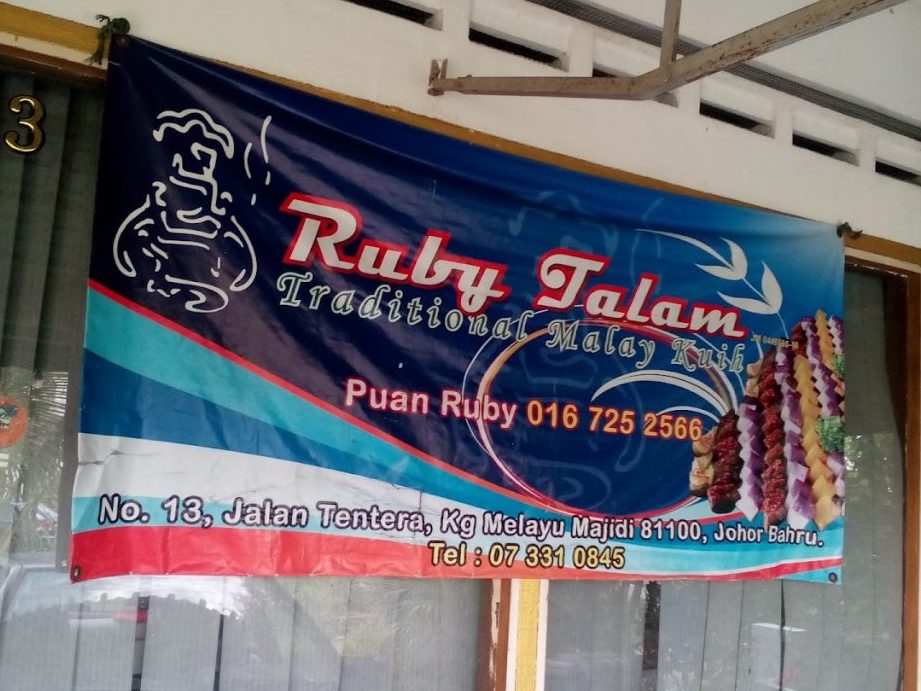 3
Ruby Talam
Traditional Malay Kuih
Puan Ruby 016 725 2566
No. 13, Jalan Tentera, Kg Melayu Majidi 81100, Johor Bahru.
Tel : 07 331 0845